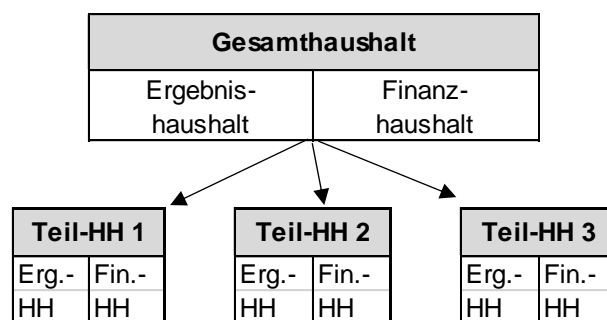 Gesamthaushalt
Ergebnis- Finanz-
haushalt haushalt
Teil-HH 1 Teil-HH 2 Teil-HH 3
Erg.- Fin.- Erg.- Fin.- Erg.- Fin.-
HH HH HH HH HH HH